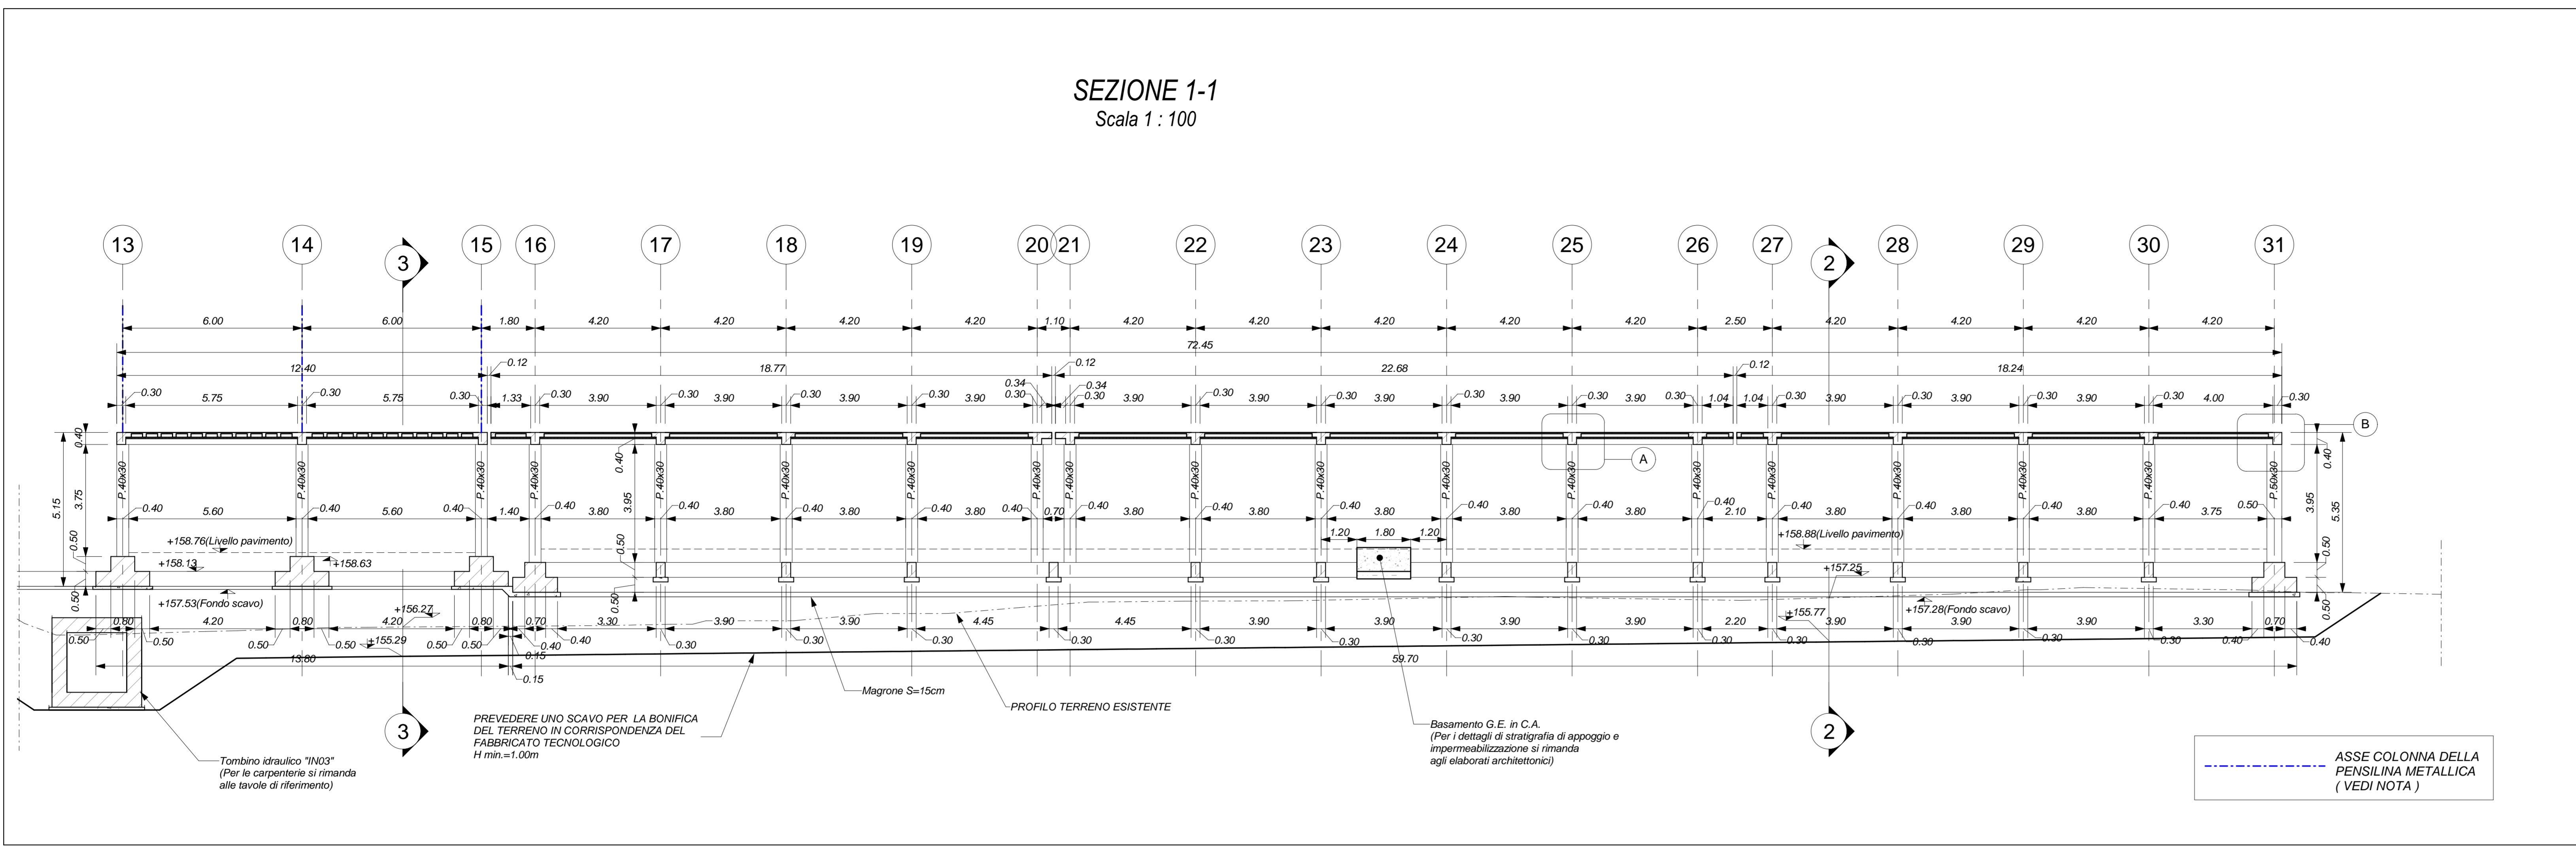 SEZIONE 1-1
Scala 1 : 100
13 14 15 16 17 18 19 20 21 22 23 24 25 26 27 28 29 30 31
3 2
6.00 6.00 1.80 4.20 4.20 4.20 4.20 1.10 4.20 4.20 4.20 4.20 4.20 2.50 4.20 4.20 4.20 4.20
72.45
0.12 0.12 0.12
12.40 18.77 22.68 18.24
0.34 0.34
0.30 0.30 0.30 0.30 0.30 0.30 0.30 0.30 0.30 0.30 0.30 0.30 0.30 0.30 0.30 0.30 0.30 0.30 0.30
5.75 5.75 1.33 3.90 3.90 3.90 3.90 3.90 3.90 3.90 3.90 3.90 1.04 1.04 3.90 3.90 3.90 4.00
A B
0.40 0.40 0.40
P.40x30 P.40x30 P.40x30 P.40x30 P.40x30 P.40x30 P.40x30 P.40x30 P.40x30 P.40x30 P.40x30 P.40x30 P.40x30 P.40x30 P.40x30 P.40x30 P.40x30 P.50x30
5.15 3.75 3.95 3.95 5.35
0.40 0.40 0.40 0.40 0.40 0.40 0.40 0.40 0.40 0.40 0.40 0.40 0.40 0.40 0.40 0.40 0.40 0.40 0.50
5.60 5.60 1.40 3.80 3.80 3.80 3.80 0.70 3.80 3.80 3.80 3.80 3.80 2.10 3.80 3.80 3.80 3.75
1.20 1.80 1.20
0.50 0.50 0.50 0.50 0.50 0.50
+158.76(Livello pavimento)
+158.88(Livello pavimento)
+158.13 +158.63
+157.25
+157.53(Fondo scavo)
+157.28(Fondo scavo)
+156.27
+155.77
+155.29
0.80 4.20 0.80 4.20 0.80 0.70 3.30 3.90 3.90 4.45 4.45 3.90 3.90 3.90 3.90 2.20 3.90 3.90 3.90 3.30 0.70
0.50 0.50 0.50 0.50 0.50 0.50 0.40 0.40 0.30 0.30 0.30 0.30 0.30 0.30 0.30 0.30 0.30 0.30 0.30 0.30 0.30 0.40 0.40
0.15
13.80 59.70
0.15
Magrone S=15cm
PROFILO TERRENO ESISTENTE
PREVEDERE UNO SCAVO PER LA BONIFICA
DEL TERRENO IN CORRISPONDENZA DEL
FABBRICATO TECNOLOGICO
H min.=1.00m
3 2
Basamento G.E. in C.A.
(Per i dettagli di stratigrafia di appoggio e
impermeabilizzazione si rimanda
agli elaborati architettonici)
Tombino idraulico "IN03"
(Per le carpenterie si rimanda
alle tavole di riferimento)
ASSE COLONNA DELLA
PENSILINA METALLICA
( VEDI NOTA )